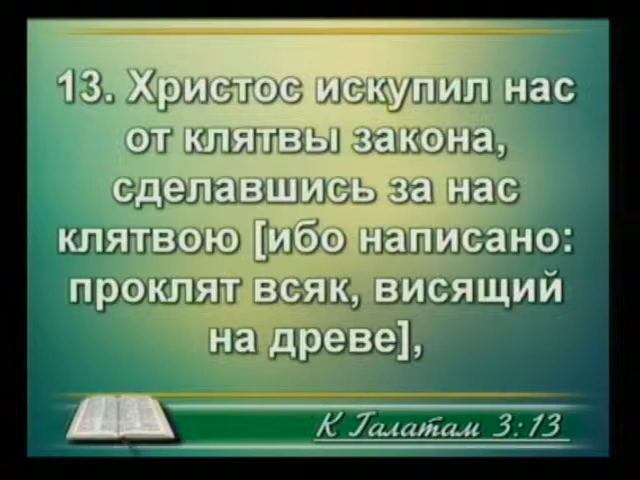 13. Христос искупил нас
от клятвы закона,
сделавшись за нас
клятвою [ибо написано:
проклят всяк, висящий
на древе],
К Галатам 3:13